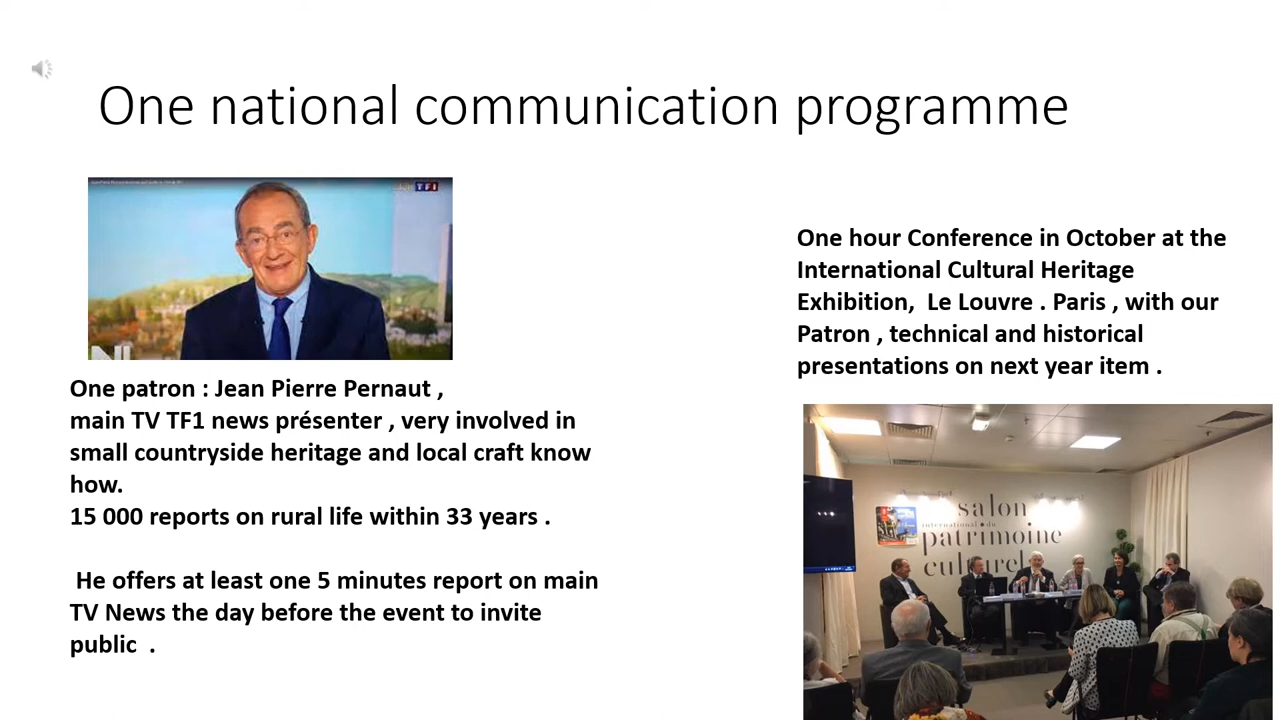 One national communication programme
TF1
One patron : Jean Pierre Pernaut ,
main TV TF1 news présenter , very involved in
small countryside heritage and local craft know
how.
15 000 reports on rural life within 33 years .
He offers at least one 5 minutes report on main
TV News the day before the event to invite
public .
One hour Conference in October at the
International Cultural Heritage
Exhibition, Le Louvre . Paris , with our
Patron , technical and historical
presentations on next year item .
salon
international du
patrimoine
culturel